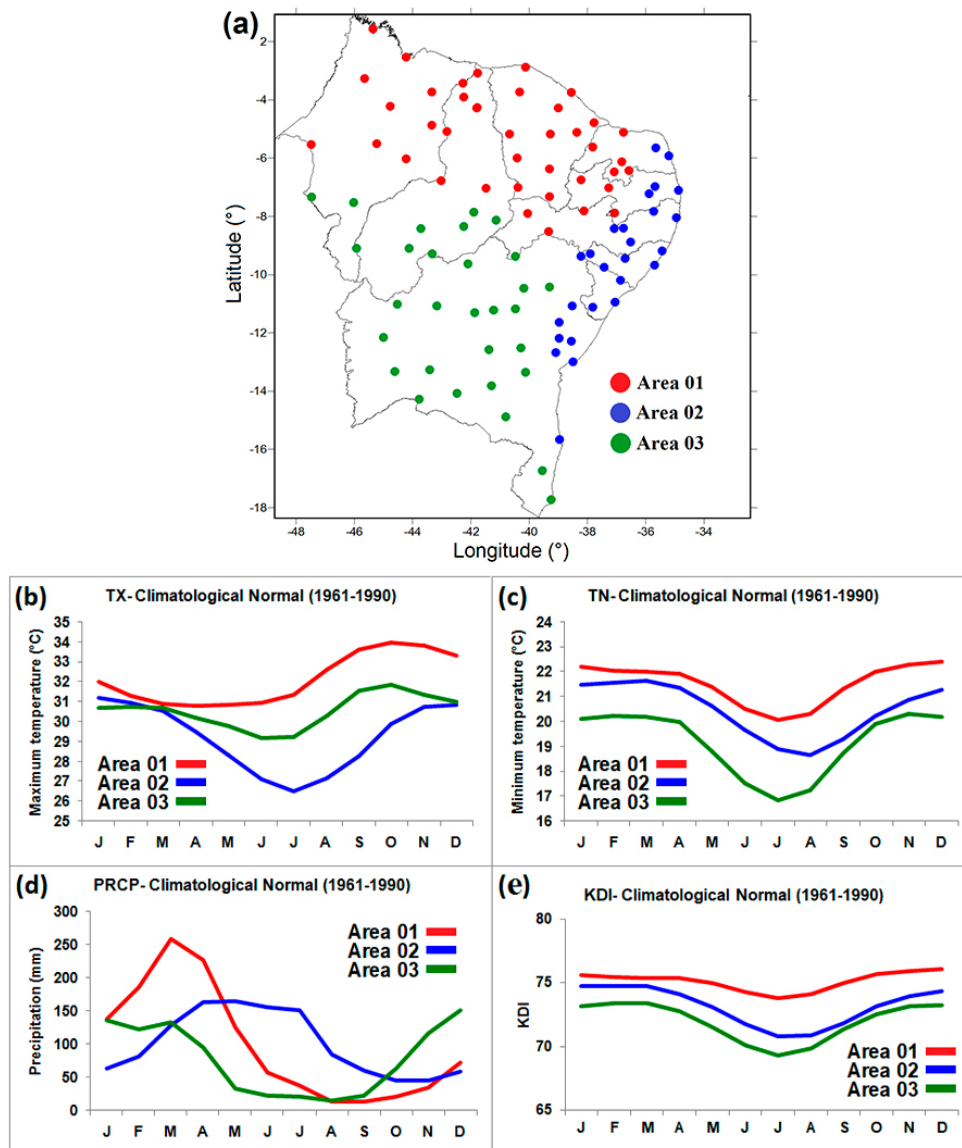 (a)
2
-4
-6
-8
-10
-12
-14
-16
-18
Latitude (°)
-48 -46 -44 -42 -40 -38 -36 -34
Longitude (°)
Area 01
Area 02
Area 03
(b) TX- Climatological Normal (1961-1990)
Maximum temperature (°C)
35
34
33
32
31
30
29
28
27
26
25
Area 01
Area 02
Area 03
J F M A M J J A S O N D
(c) TN- Climatological Normal (1961-1990)
Minimum temperature (°C)
24
23
22
21
20
19
18
17
16
Area 01
Area 02
Area 03
J F M A M J J A S O N D
(d) PRCP- Climatological Normal (1961-1990)
Precipitation (mm)
300
250
200
150
100
50
0
Area 01
Area 02
Area 03
J F M A M J J A S O N D
(e) KDI- Climatological Normal (1961-1990)
KDI
80
75
70
65
Area 01
Area 02
Area 03
J F M A M J J A S O N D